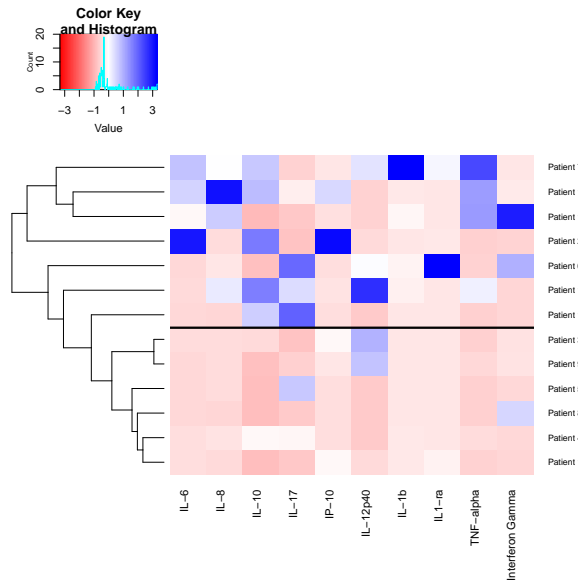 Color Key
and Histogram
20
10
0
Count
−3 −1 1 3
Value
Patient
Patient
Patient
Patient
Patient
Patient
Patient
Patient
Patient
Patient
Patient
Patient
Patient
IL−6
IL−8
IL−10
IL−17
IP−10
IL−12p40
IL−1b
IL1−ra
TNF−alpha
Interferon Gamma